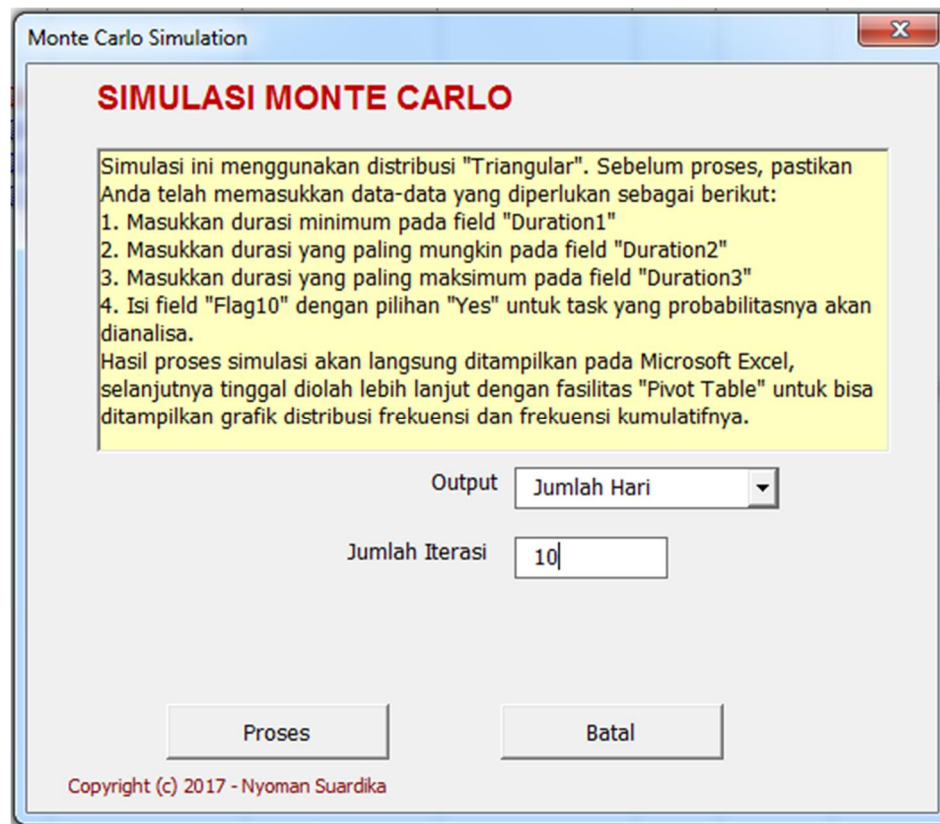 Monte Carlo Simulation
SIMULASI MONTE CARLO
Simulasi ini menggunakan distribusi "Triangular". Sebelum proses, pastikan
Anda telah memasukkan data-data yang diperlukan sebagai berikut:
1. Masukkan durasi minimum pada field "Duration1"
2. Masukkan durasi yang paling mungkin pada field "Duration2"
3. Masukkan durasi yang paling maksimum pada field "Duration3"
4. Isi field "Flag10" dengan pilihan "Yes" untuk task yang probabilitasnya akan
dianalisa.
Hasil proses simulasi akan langsung ditampilkan pada Microsoft Excel,
selanjutnya tinggal diolah lebih lanjut dengan fasilitas "Pivot Table" untuk bisa
ditampilkan grafik distribusi frekuensi dan frekuensi kumulatifnya.
Output Jumlah Hari
Jumlah Iterasi 10
Proses Batal
Copyright (c) 2017 - Nyoman Suardika